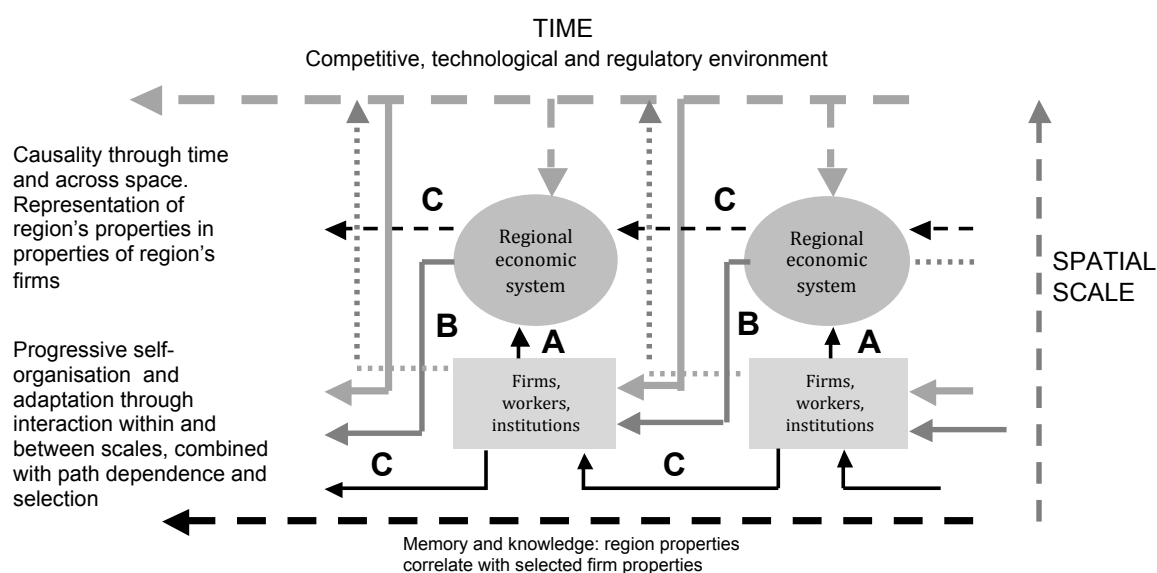 TIME
Competitive, technological and regulatory environment
Causality through time
and across space.
Representation of
region's properties in
properties of region's
firms
C
C
Regional
economic
system
Regional
economic
system
SPATIAL
SCALE
B
A
B
A
Progressive self-
organisation and
adaptation through
interaction within and
between scales, combined
with path dependence and
selection
Firms,
workers,
institutions
Firms,
workers,
institutions
C
C
Memory and knowledge: region properties
correlate with selected firm properties